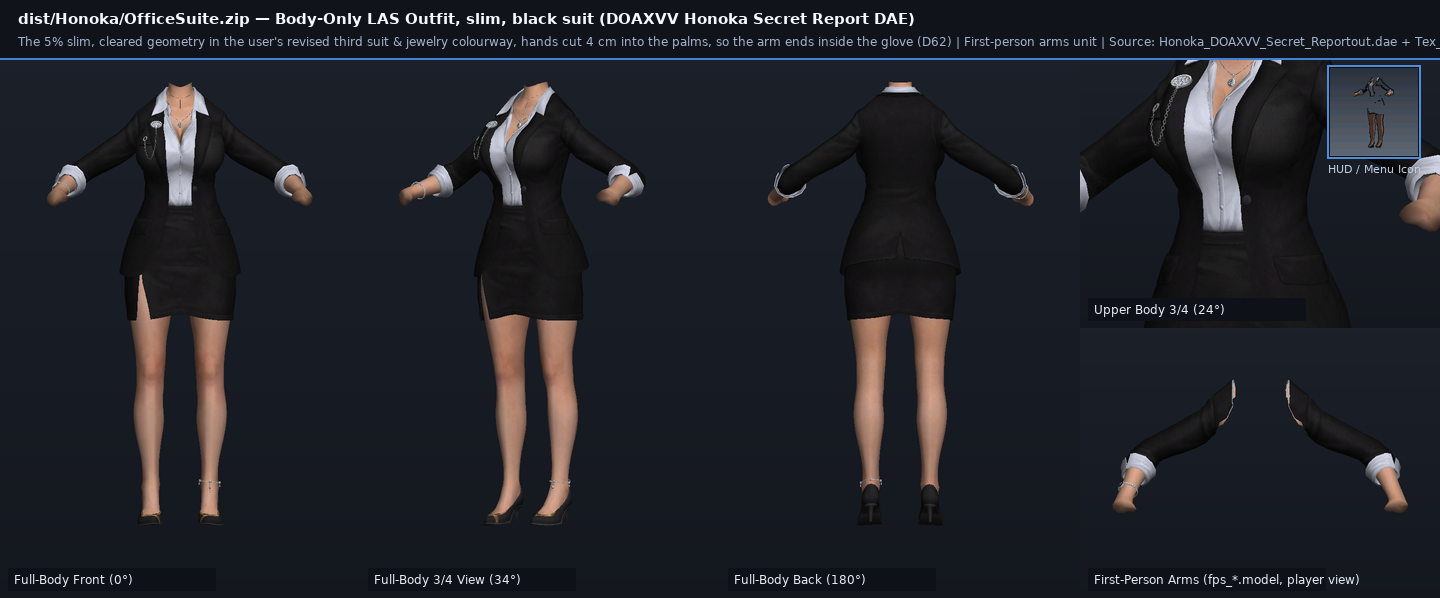 dist/Honoka/OfficeSuite.zip — Body-Only LAS Outfit, slim, black suit (DOAXVV Honoka Secret Report DAE)
The 5% slim, cleared geometry in the user's revised third suit & jewelry colourway, hands cut 4 cm into the palms, so the arm ends inside the glove (D62) | First-person arms unit | Source: Honoka_DOAXVV_Secret_Reportout.dae + Tex_
HUD / Menu Icon
Upper Body 3/4 (24°)
Full-Body Front (0°)
Full-Body 3/4 View (34°)
Full-Body Back (180°)
First-Person Arms (fps_*.model, player view)